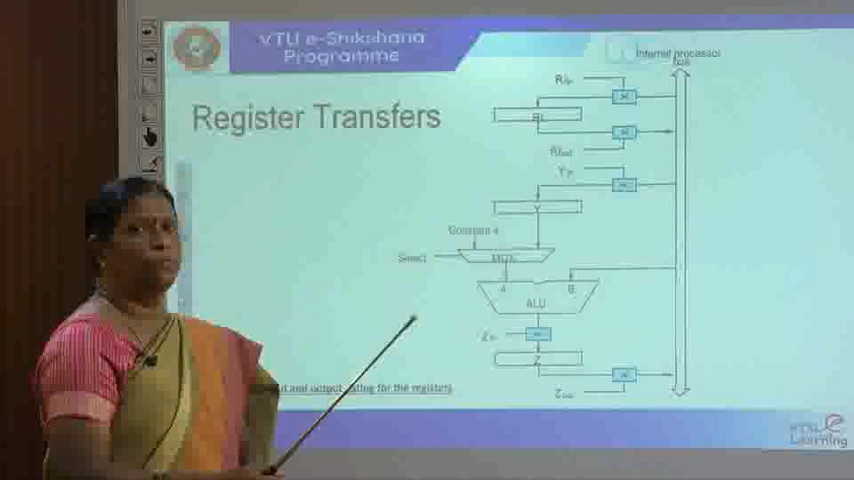 VTU e-Shikshana
Programme
Internal processor
bus
Register Transfers
Ri
Y
Constant 4
Select
MUX
A
B
ALU
Z
and output gating for the registers
VTU e
Learning